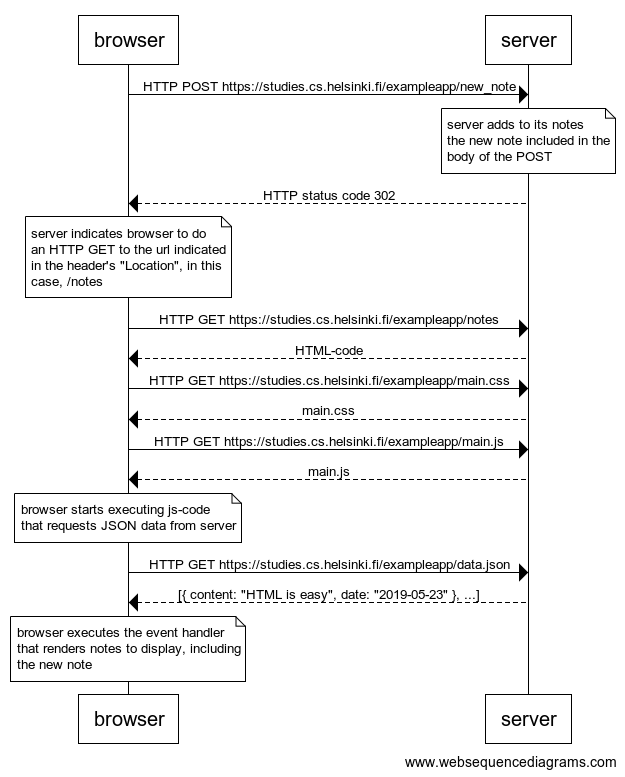 browser
server
HTTP POST https://studies.cs.helsinki.fi/exampleapp/new_note
server adds to its notes
the new note included in the
body of the POST
HTTP status code 302
server indicates browser to do
an HTTP GET to the url indicated
in the header's "Location", in this
case, /notes
HTTP GET https://studies.cs.helsinki.fi/exampleapp/notes
HTML-code
HTTP GET https://studies.cs.helsinki.fi/exampleapp/main.css
main.css
HTTP GET https://studies.cs.helsinki.fi/exampleapp/main.js
main.js
browser starts executing js-code
that requests JSON data from server
HTTP GET https://studies.cs.helsinki.fi/exampleapp/data.json
[{ content: "HTML is easy", date: "2019-05-23" }, ...]
browser executes the event handler
that renders notes to display, including
the new note
browser
server
www.websequencediagrams.com